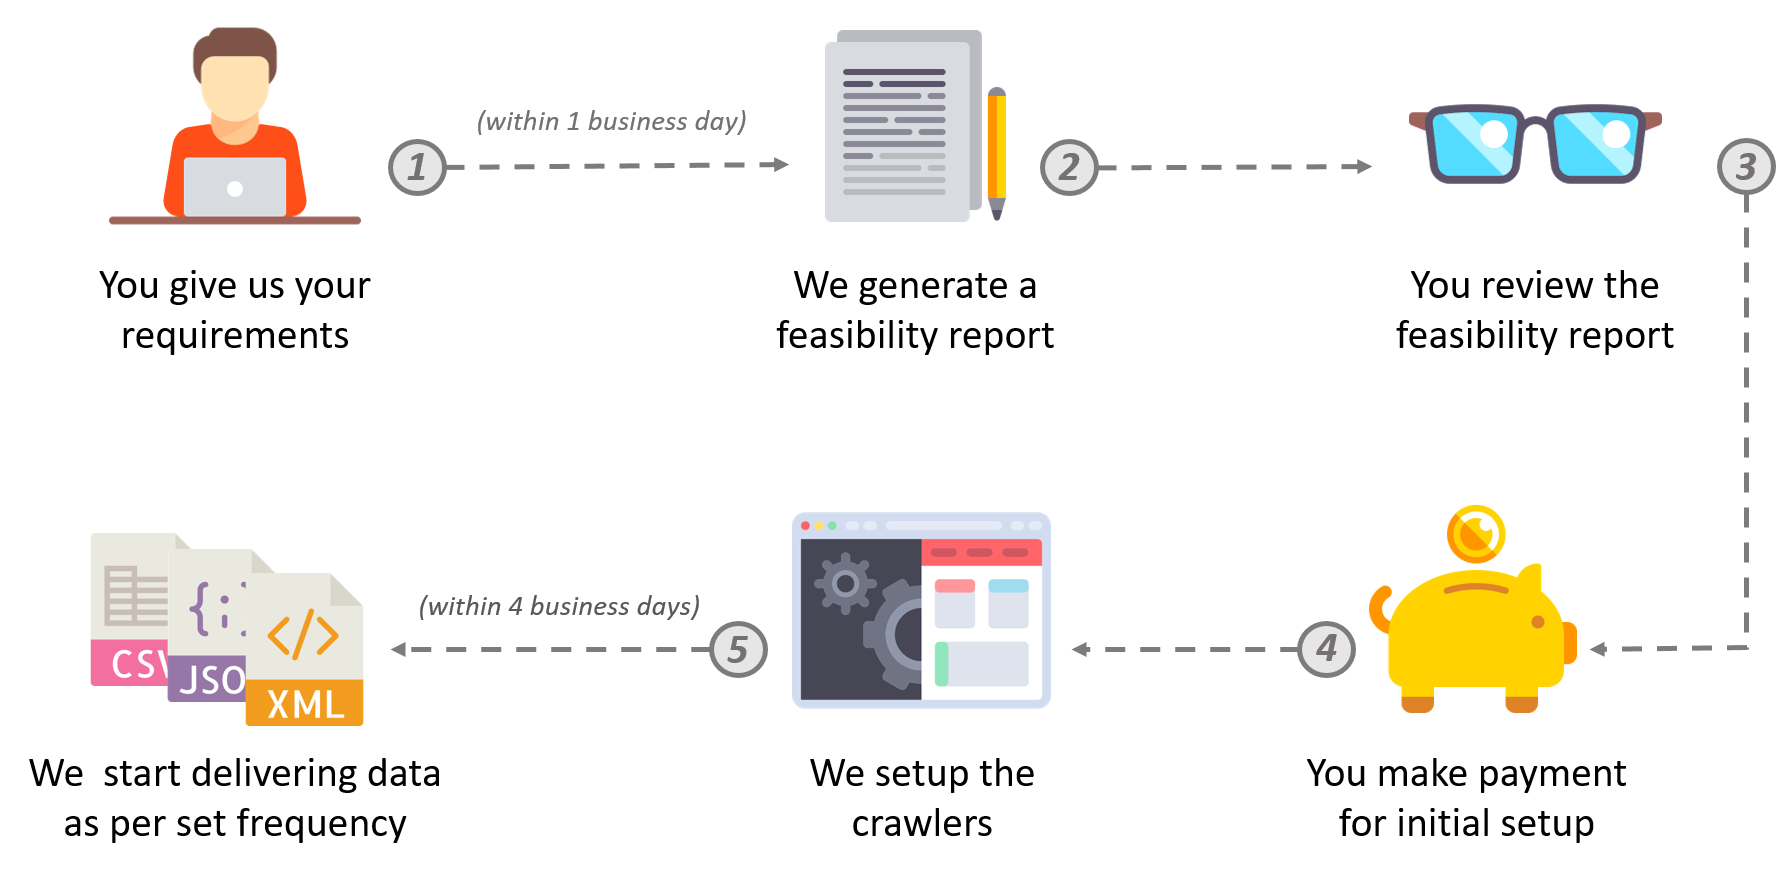 (within 1 business day)
1
2
3
You give us your
requirements
We generate a
feasibility report
You review the
feasibility report
4
(within 4 business days)
5
CSV
JSO
XML
You make payment
for initial setup
We setup the
crawlers
We  start delivering data
as per set frequency